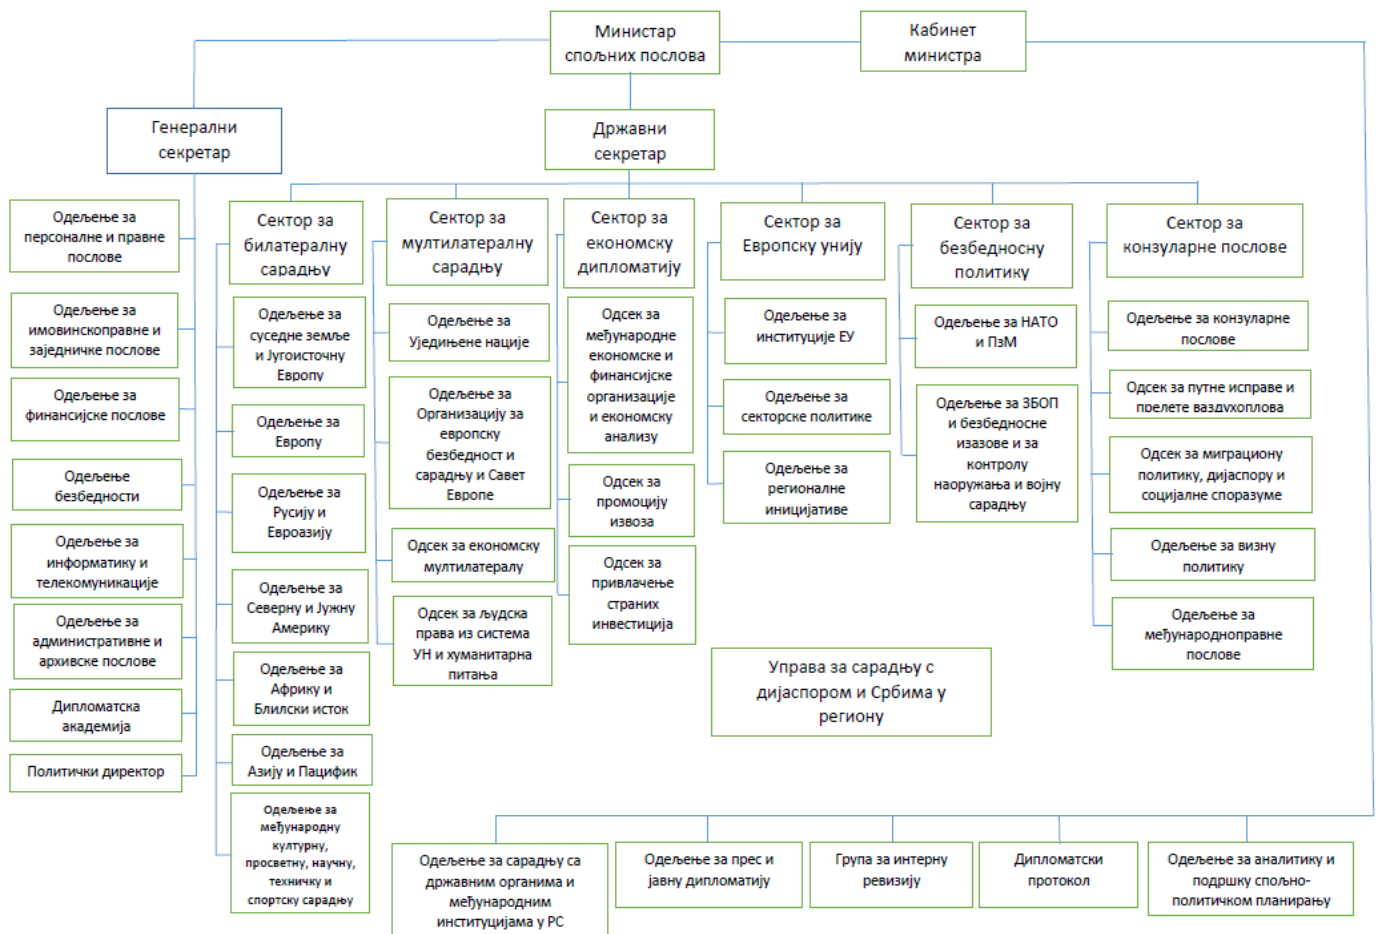 Министар
спољних послова
Кабинет
министра
Генерални
секретар
Државни
секретар
Одељење за
персоналне и правне
послове
Одељење за
имовинскоправне и
заједничке послове
Одељење за
финансијске послове
Одељење
безбедности
Одељење за
информатику и
телекомуникације
Одељење за
административне и
архивске послове
Дипломатска
академија
Политички директор
Сектор за
билатералну
сарадњу
Одељење за
суседне земље
и Југоисточну
Европу
Одељење за
Европу
Одељење за
Русију и
Евроазију
Одељење за
Северну и Јужну
Америку
Одељење за
Африку и
Блилски исток
Одељење за
Азију и Пацифик
Одељење за
међународну
културну,
просветну, научну,
техничку и
спортску сарадњу
Сектор за
мултилатералну
сарадњу
Одељење за
Уједињене нације
Одељење за
Организацију за
европску
безбедност и
сарадњу и Савет
Европе
Одсек за економску
мултилатералу
Одсек за људска
права из система
УН и хуманитарна
питања
Сектор за
економску
дипломатију
Одсек за
међународне
економске и
финансијске
организације
и економску
анализу
Одсек за
промоцију
извоза
Одсек за
привлачење
страних
инвестиција
Сектор за
Европску унију
Одељење за
институције ЕУ
Одељење за
секторске политике
Одељење за
регионалне
иницијативе
Сектор за
безбедносну
политику
Одељење за НАТО
и ПзМ
Одељење за ЗБОП
и безбедносне
изазове и за
контролу
наоружања и војну
сарадњу
Сектор за
конзуларне послове
Одељење за конзуларне
послове
Одсек за путне исправе и
прелете ваздухоплова
Одсек за миграциону
политику, дијаспору и
социјалне споразуме
Одељење за визну
политику
Одељење за
међународноправне
послове
Управа за сарадњу с
дијаспором и Србима у
региону
Одељење за сарадњу са
државним органима и
међународним
институцијама у РС
Одељење за прес и
јавну дипломатију
Група за интерну
ревизију
Дипломатски
протокол
Одељење за аналитику и
подршку спољно-
политичком планирању